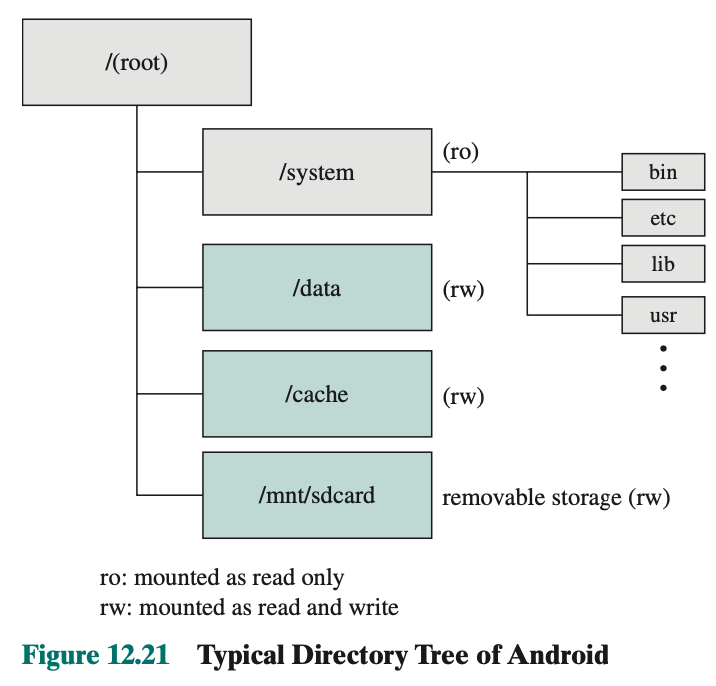 /(root)
/system
(ro)
bin
etc
lib
usr
/data
(rw)
/cache
(rw)
/mnt/sdcard
removable storage (rw)
ro: mounted as read only
rw: mounted as read and write
Figure 12.21 Typical Directory Tree of Android